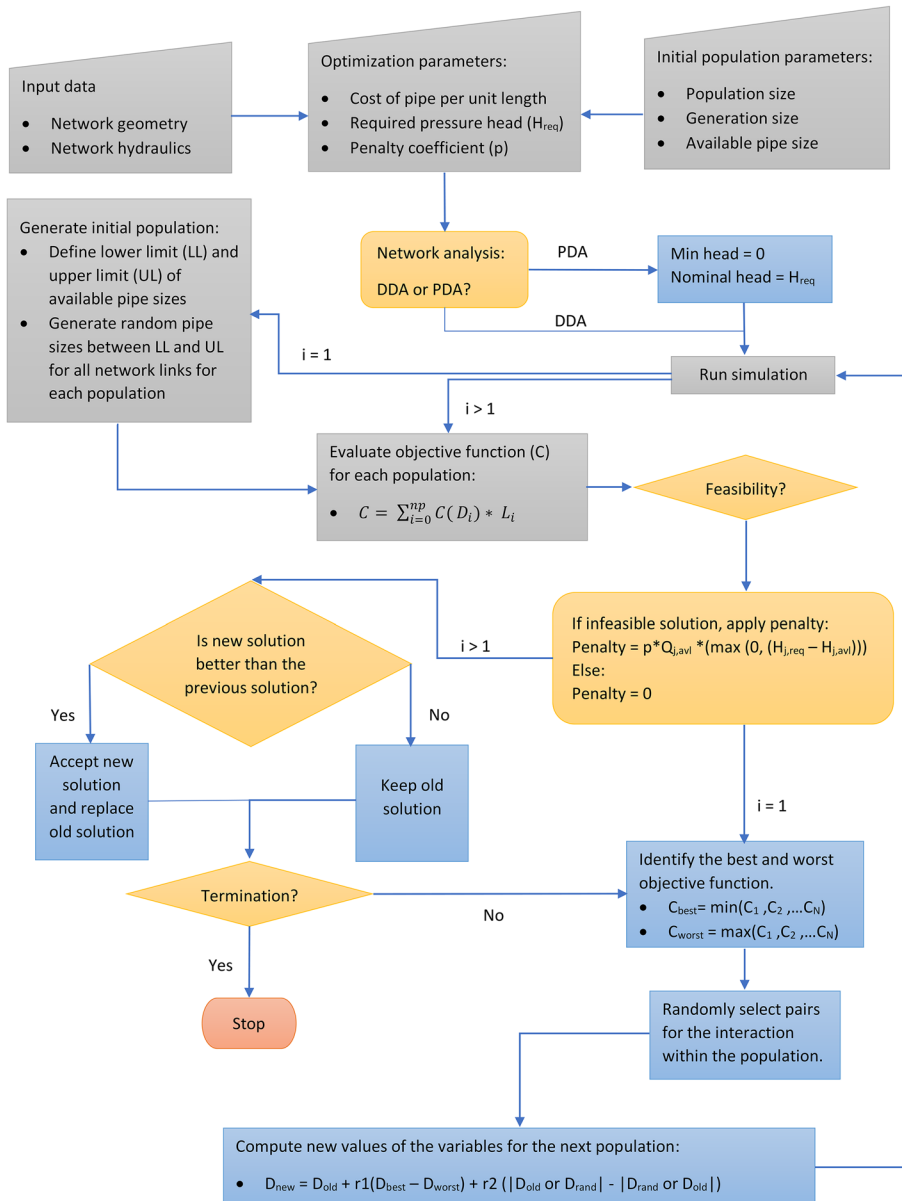 Input data
• Network geometry
• Network hydraulics
Optimization parameters:
• Cost of pipe per unit length
• Required pressure head (Hreq)
• Penalty coefficient (p)
Initial population parameters:
• Population size
• Generation size
• Available pipe size
Generate initial population:
• Define lower limit (LL) and
upper limit (UL) of
available pipe sizes
• Generate random pipe
sizes between LL and UL
for all network links for
each population
Network analysis:
DDA or PDA?
PDA
DDA
Min head = 0
Nominal head = Hreq
Run simulation
i = 1
i > 1
Evaluate objective function (C)
for each population:
• C = ∑_{i=0}^{np} C( D_i) * L_i
Feasibility?
If infeasible solution, apply penalty:
Penalty = p*Qj,avl *(max (0, (Hj,req – Hj,avl)))
Else:
Penalty = 0
i > 1
i = 1
Is new solution
better than the
previous solution?
Yes
No
Accept new
solution
and replace
old solution
Keep old
solution
Termination?
No
Yes
Stop
Identify the best and worst
objective function.
• Cbest= min(C1 ,C2 ,...CN)
• Cworst = max(C1 ,C2 ,...CN)
Randomly select pairs
for the interaction
within the population.
Compute new values of the variables for the next population:
• Dnew = Dold + r1(Dbest – Dworst) + r2 (|Dold or Drand| - |Drand or Dold|)